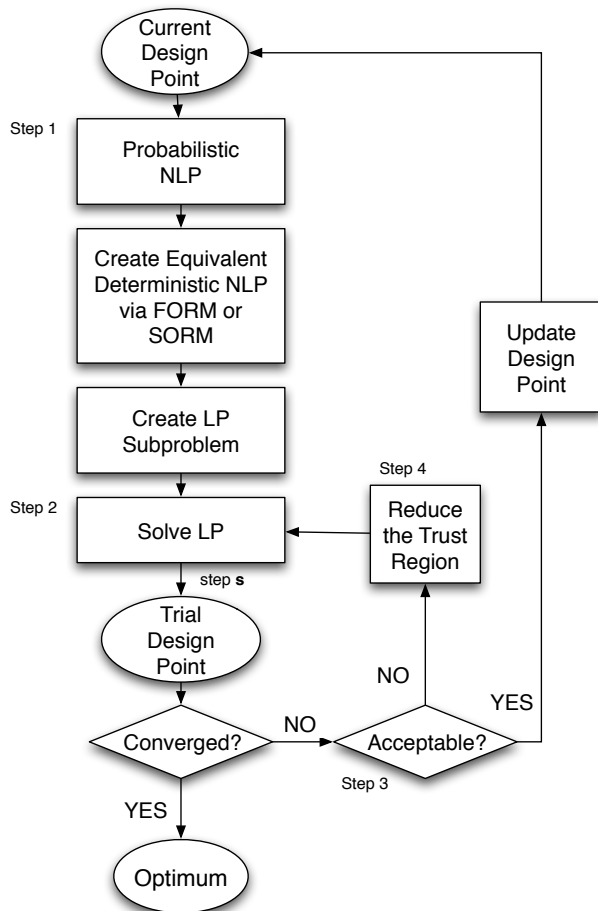 Current
Design
Point
Step 1
Probabilistic
NLP
Create Equivalent
Deterministic NLP
via FORM or
SORM
Update
Design
Point
Create LP
Subproblem
Step 4
Step 2
Solve LP
Reduce
the Trust
Region
step s
Trial
Design
Point
NO
YES
Converged?
NO
Acceptable?
Step 3
YES
Optimum